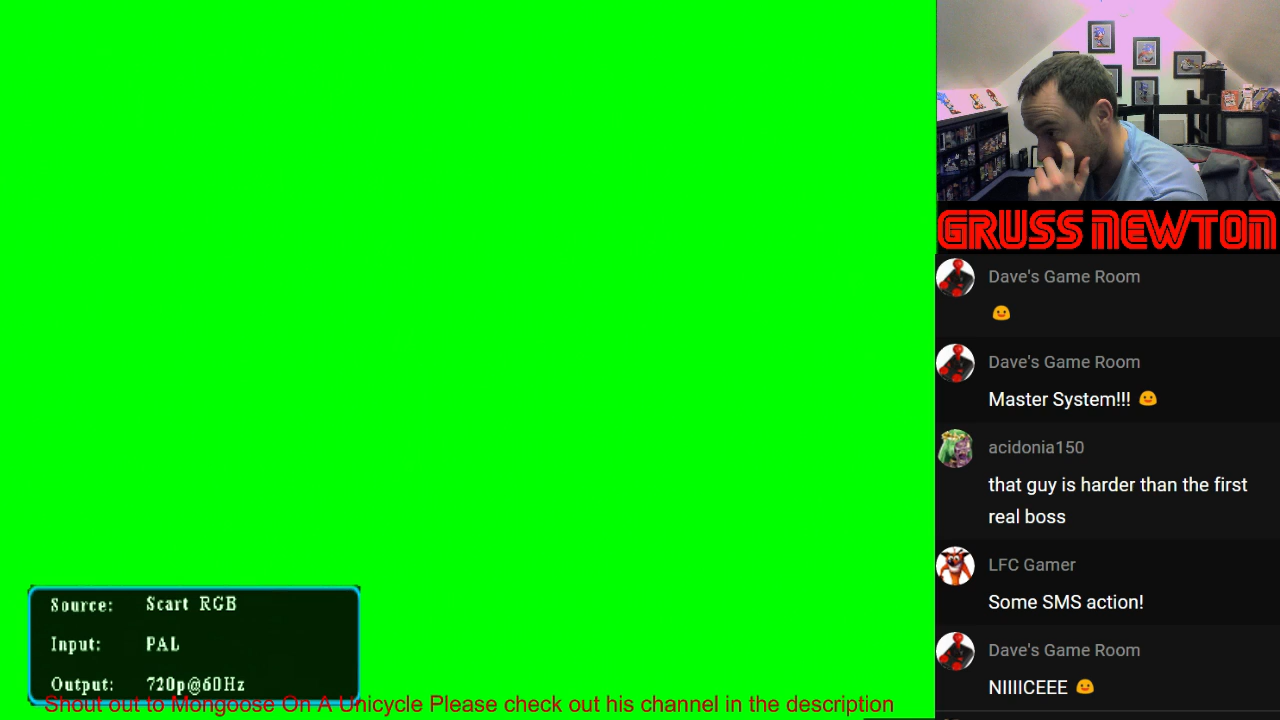 GRUSS NEWTON
Dave's Game Room
Dave's Game Room
Master System!!!
acidonia150
that guy is harder than the first
real boss
LFC Gamer
Some SMS action!
Dave's Game Room
NIIIICEEE
Source: Scart RGB
Input: PAL
Output: 720p@60Hz
Shout out to Mongoose On A Unicycle Please check out his channel in the description